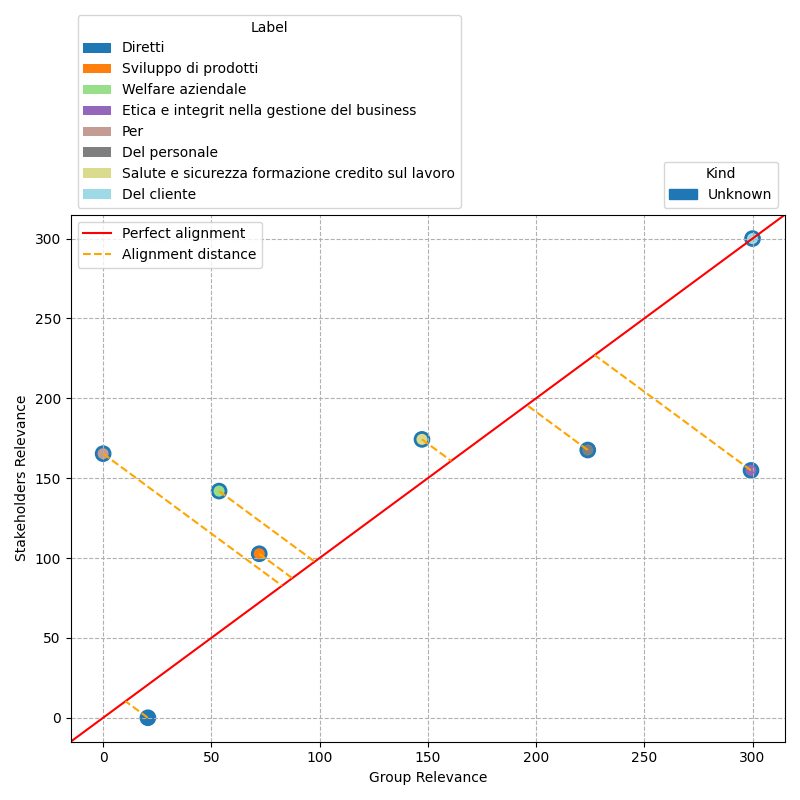 Label
Diretti
Sviluppo di prodotti
Welfare aziendale
Etica e integrit nella gestione del business
Per
Del personale
Salute e sicurezza formazione credito sul lavoro
Del cliente
Kind
Unknown
Perfect alignment
Alignment distance
300
250
200
150
100
50
0
Stakeholders Relevance
0 50 100 150 200 250 300
Group Relevance